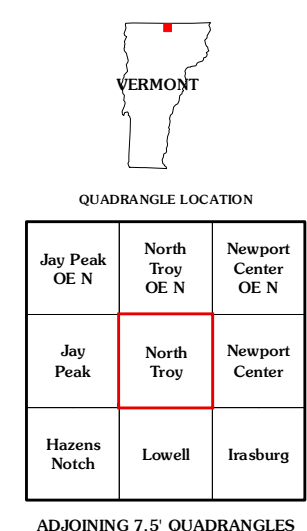 VERMONT
QUADRANGLE LOCATION
Jay Peak
OE N
North
Troy
OE N
Newport
Center
OE N
Jay
Peak
North
Troy
Newport
Center
Hazens
Notch
Lowell
Irasburg
ADJOINING 7.5' QUADRANGLES